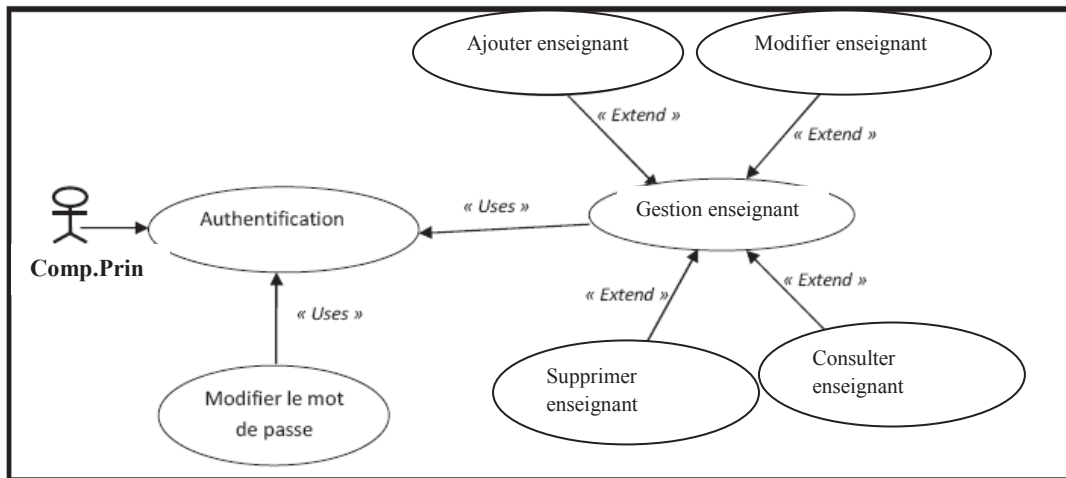 Ajouter enseignant
Modifier enseignant
« Extend »
« Extend »
Authentification
« Uses »
Gestion enseignant
Comp.Prin
« Uses »
« Extend »
« Extend »
Modifier le mot
de passe
Supprimer
enseignant
Consulter
enseignant